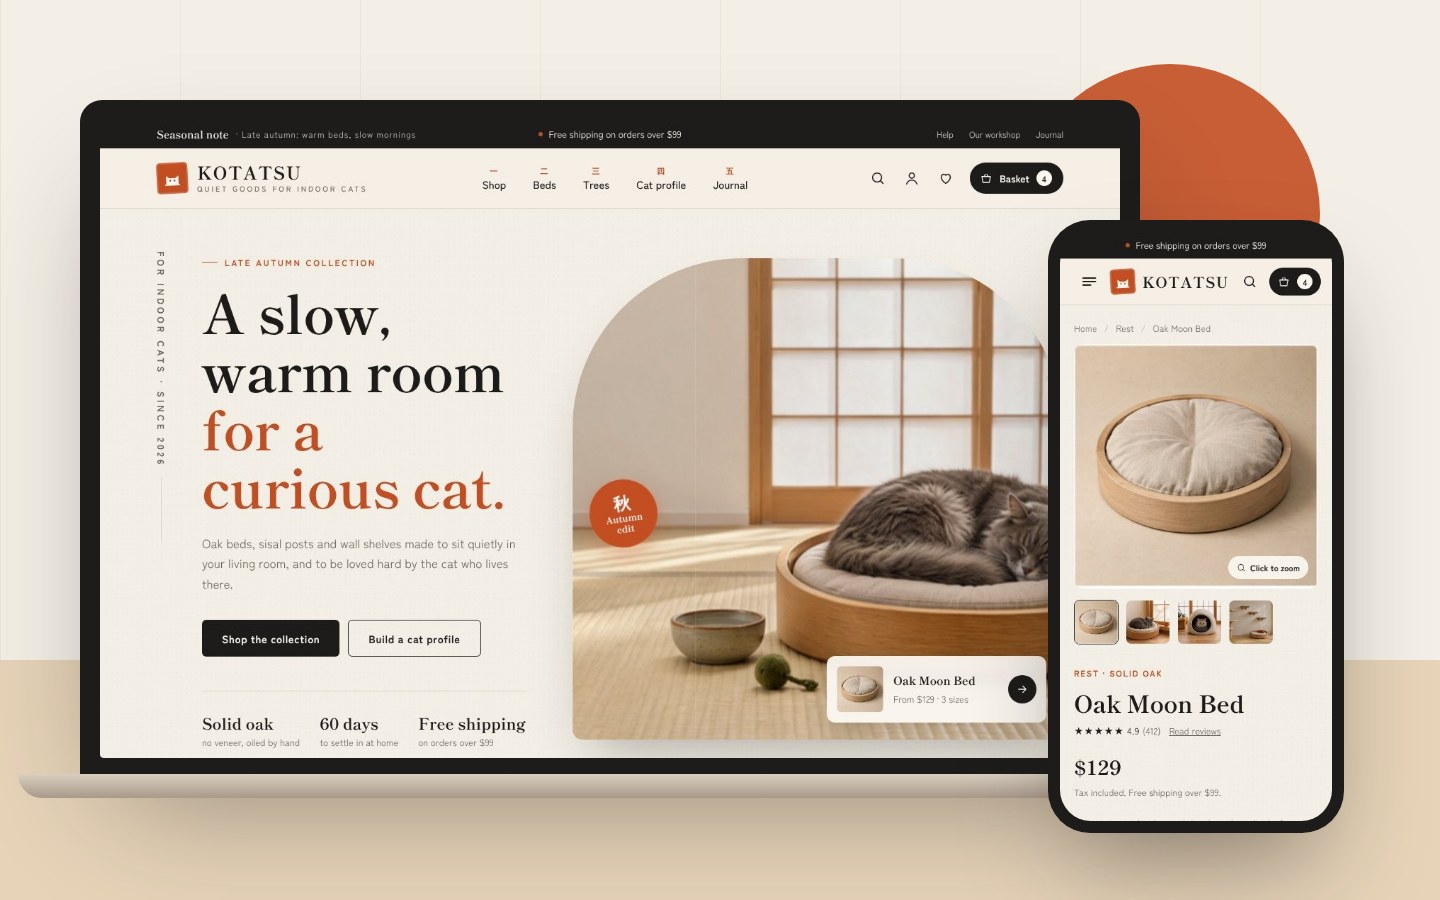 Seasonal note · Late autumn: warm beds, slow mornings
Free shipping on orders over $99
Help Our workshop Journal
KOTATSU
QUIET GOODS FOR INDOOR CATS
一 二 三 四 五
Shop Beds Trees Cat profile Journal
Basket 4
FOR INDOOR CATS · SINCE 2026
LATE AUTUMN COLLECTION
A slow,
warm room
for a
curious cat.
Oak beds, sisal posts and wall shelves made to sit quietly in
your living room, and to be loved hard by the cat who lives
there.
Shop the collection
Build a cat profile
Solid oak
no veneer, oiled by hand
60 days
to settle in at home
Free shipping
on orders over $99
秋
Autumn
edit
Oak Moon Bed
From $129 · 3 sizes
Free shipping on orders over $99
KOTATSU
4
Home / Rest / Oak Moon Bed
Click to zoom
REST · SOLID OAK
Oak Moon Bed
★★★★★ 4.9 (412) Read reviews
$129
Tax included. Free shipping over $99.